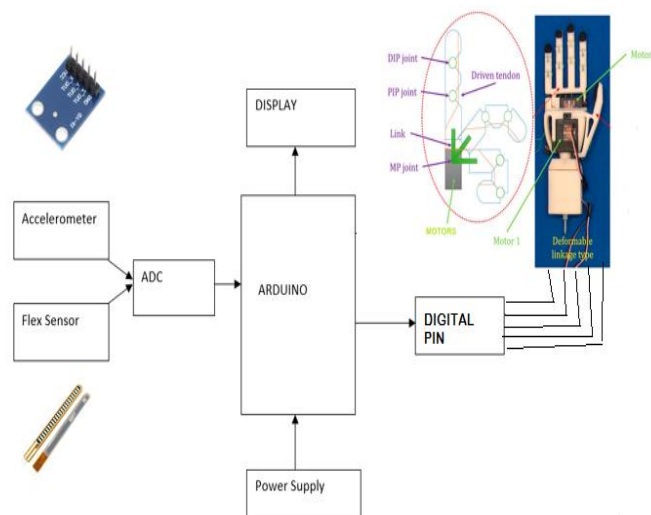 DIP joint
PIP joint
Driven tendon
Link
MP joint
MOTORS
Motor
Motor 1
Deformable
linkage type
DISPLAY
Accelerometer
ADC
Flex Sensor
ARDUINO
DIGITAL
PIN
Power Supply